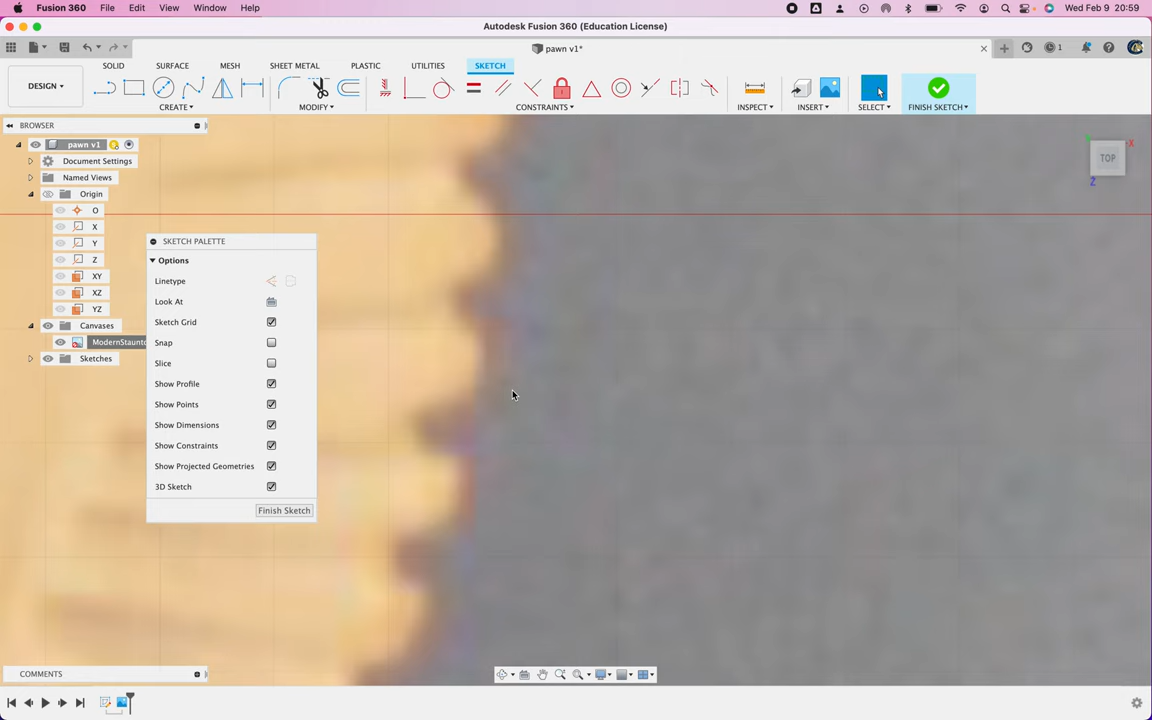 Fusion 360 File Edit View Window Help Wed Feb 9 20:59
Autodesk Fusion 360 (Education License)
pawn v1*
1
SOLID SURFACE MESH SHEET METAL PLASTIC UTILITIES SKETCH
DESIGN
CREATE MODIFY CONSTRAINTS INSPECT INSERT SELECT FINISH SKETCH
BROWSER
pawn v1
Document Settings
Named Views
Origin
O
X
Y
Z
XY
XZ
YZ
Canvases
ModernStaunto
Sketches
SKETCH PALETTE
Options
Linetype
Look At
Sketch Grid
Snap
Slice
Show Profile
Show Points
Show Dimensions
Show Constraints
Show Projected Geometries
3D Sketch
Finish Sketch
TOP
X
Z
COMMENTS